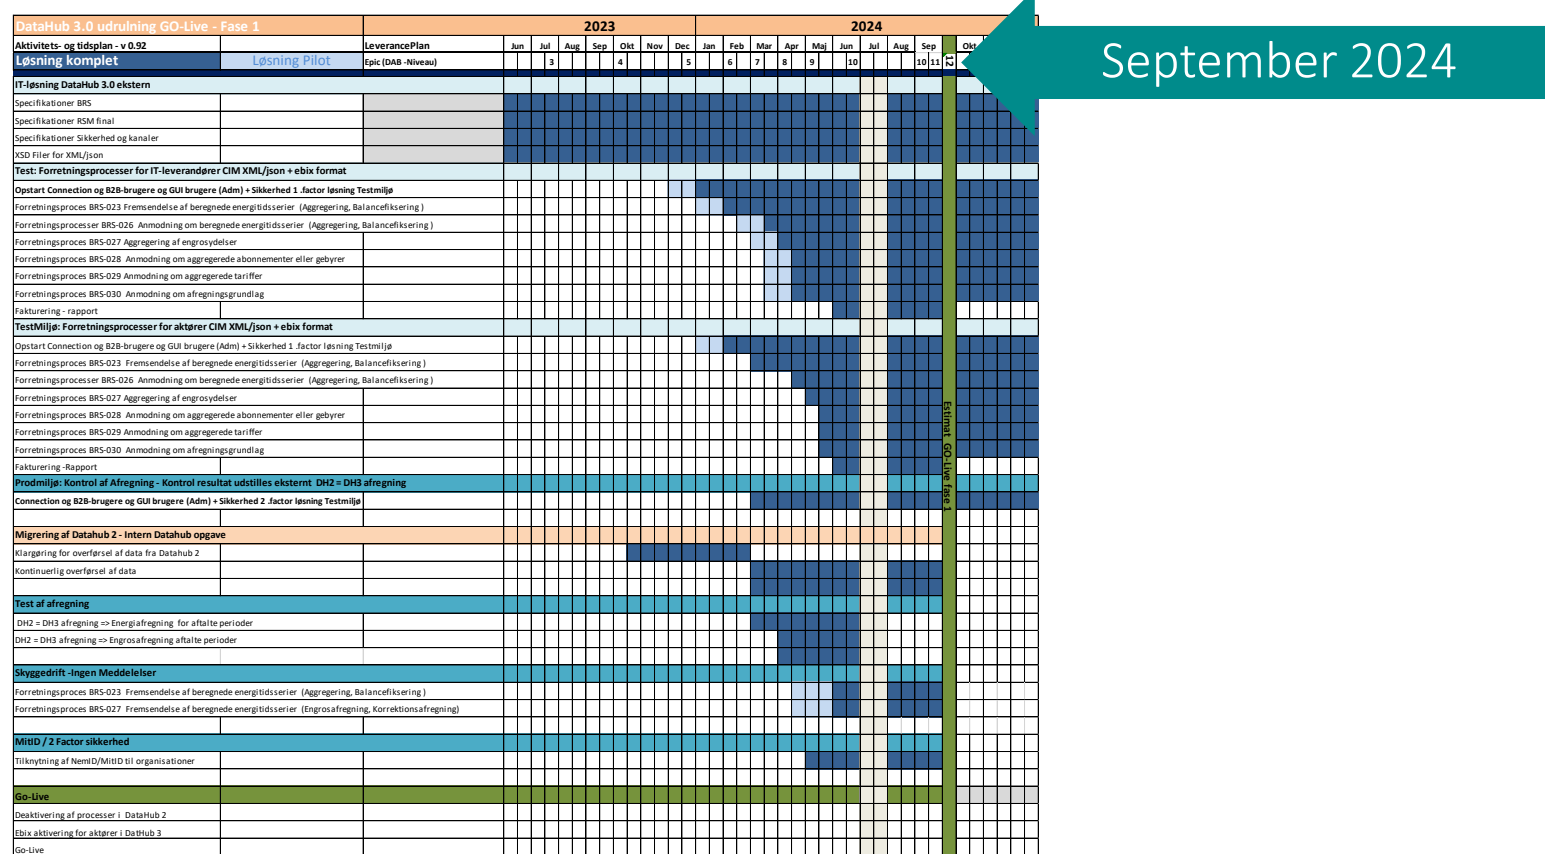 DataHub 3.0 udrulning GO-Live - Fase 1 2023 2024
September 2024
Aktivitets- og tidsplan - v 0.92 LeverancePlan Jun Jul Aug Sep Okt Nov Dec Jan Feb Mar Apr Maj Jun Jul Aug Sep Okt
Løsning komplet Løsning Pilot Epic (DAB -Niveau) 3 4 5 6 7 8 9 10 10 11 12
IT-løsning DataHub 3.0 ekstern
Specifikationer BRS
Specifikationer RSM final
Specifikationer Sikkerhed og kanaler
XSD Filer for XML/json
Test: Forretningsprocesser for IT-leverandører CIM XML/json + ebix format
Opstart Connection og B2B-brugere og GUI brugere (Adm) + Sikkerhed 1 .factor løsning Testmiljø
Forretningsproces BRS-023 Fremsendelse af beregnede energitidsserier (Aggregering, Balancefiksering )
Forretningsprocesser BRS-026 Anmodning om beregnede energitidsserier (Aggregering, Balancefiksering )
Forretningsproces BRS-027 Aggregering af engrosydelser
Forretningsproces BRS-028 Anmodning om aggregerede abonnementer eller gebyrer
Forretningsproces BRS-029 Anmodning om aggregerede tariffer
Forretningsproces BRS-030 Anmodning om afregningsgrundlag
Fakturering - rapport
TestMiljø: Forretningsprocesser for aktører CIM XML/json + ebix format
Opstart Connection og B2B-brugere og GUI brugere (Adm) + Sikkerhed 1 .factor løsning Testmiljø
Forretningsproces BRS-023 Fremsendelse af beregnede energitidsserier (Aggregering, Balancefiksering )
Forretningsprocesser BRS-026 Anmodning om beregnede energitidsserier (Aggregering, Balancefiksering )
Forretningsproces BRS-027 Aggregering af engrosydelser
Forretningsproces BRS-028 Anmodning om aggregerede abonnementer eller gebyrer
Forretningsproces BRS-029 Anmodning om aggregerede tariffer
Forretningsproces BRS-030 Anmodning om afregningsgrundlag
Fakturering -Rapport
Estimat GO-Live fase 1
Prodmiljø: Kontrol af Afregning - Kontrol resultat udstilles eksternt DH2 = DH3 afregning
Connection og B2B-brugere og GUI brugere (Adm) + Sikkerhed 2 .factor løsning Testmiljø
Migrering af Datahub 2 - Intern Datahub opgave
Klargøring for overførsel af data fra Datahub 2
Kontinuerlig overførsel af data
Test af afregning
DH2 = DH3 afregning => Energiafregning for aftalte perioder
DH2 = DH3 afregning => Engrosafregning aftalte perioder
Skyggedrift -Ingen Meddelelser
Forretningsproces BRS-023 Fremsendelse af beregnede energitidsserier (Aggregering, Balancefiksering )
Forretningsproces BRS-027 Fremsendelse af beregnede energitidsserier (Engrosafregning, Korrektionsafregning)
MitID / 2 Factor sikkerhed
Tilknytning af NemID/MitID til organisationer
Go-Live
Deaktivering af processer i DataHub 2
Ebix aktivering for aktører i DatHub 3
Go-Live